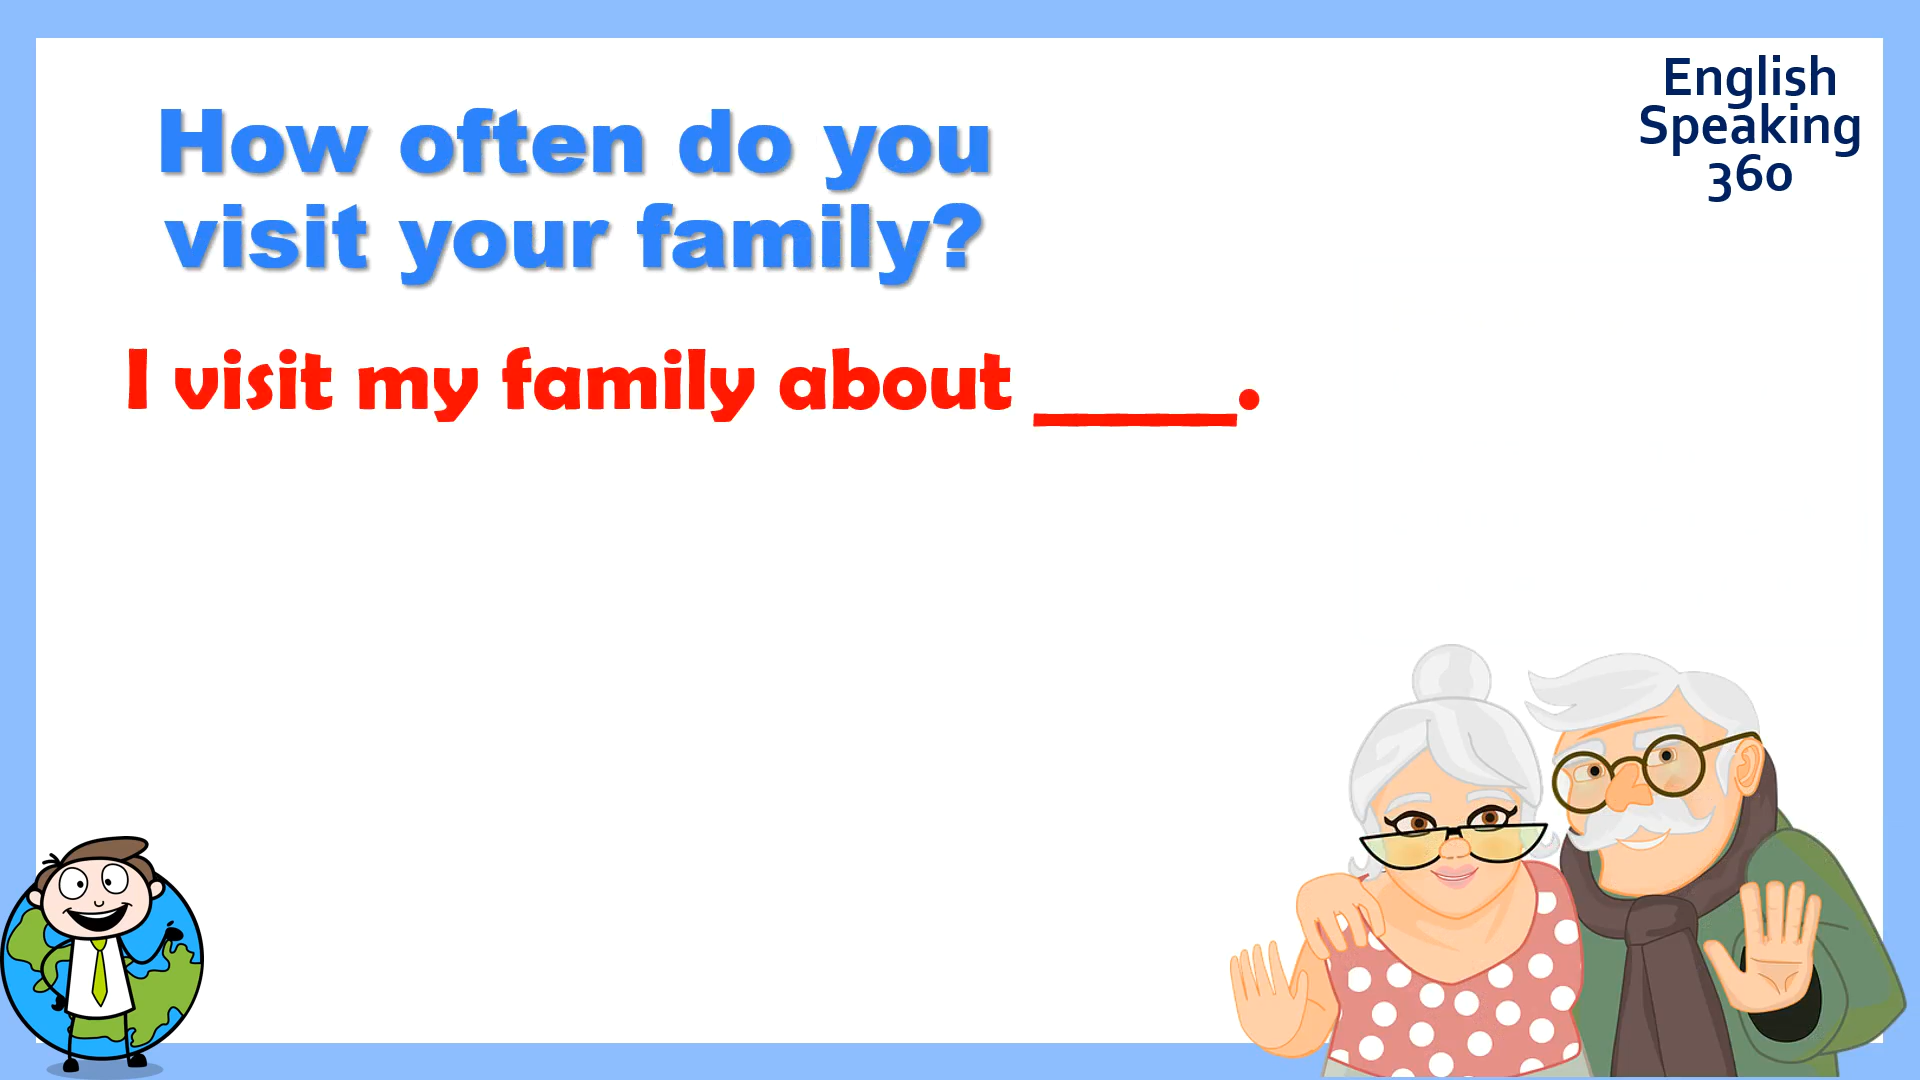 How often do you
visit your family?
I visit my family about _____.
English
Speaking
360